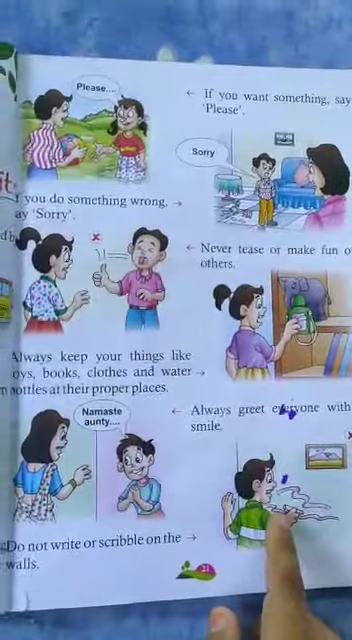 Please....
← If you want something, say
'Please'.
Sorry
you do something wrong, →
ay 'Sorry'.
x
← Never tease or make fun o
others.
Always keep your things like
oys, books, clothes and water →
bottles at their proper places.
Namaste
aunty....
← Always greet everyone with
smile.
x
Do not write or scribble on the →
walls.